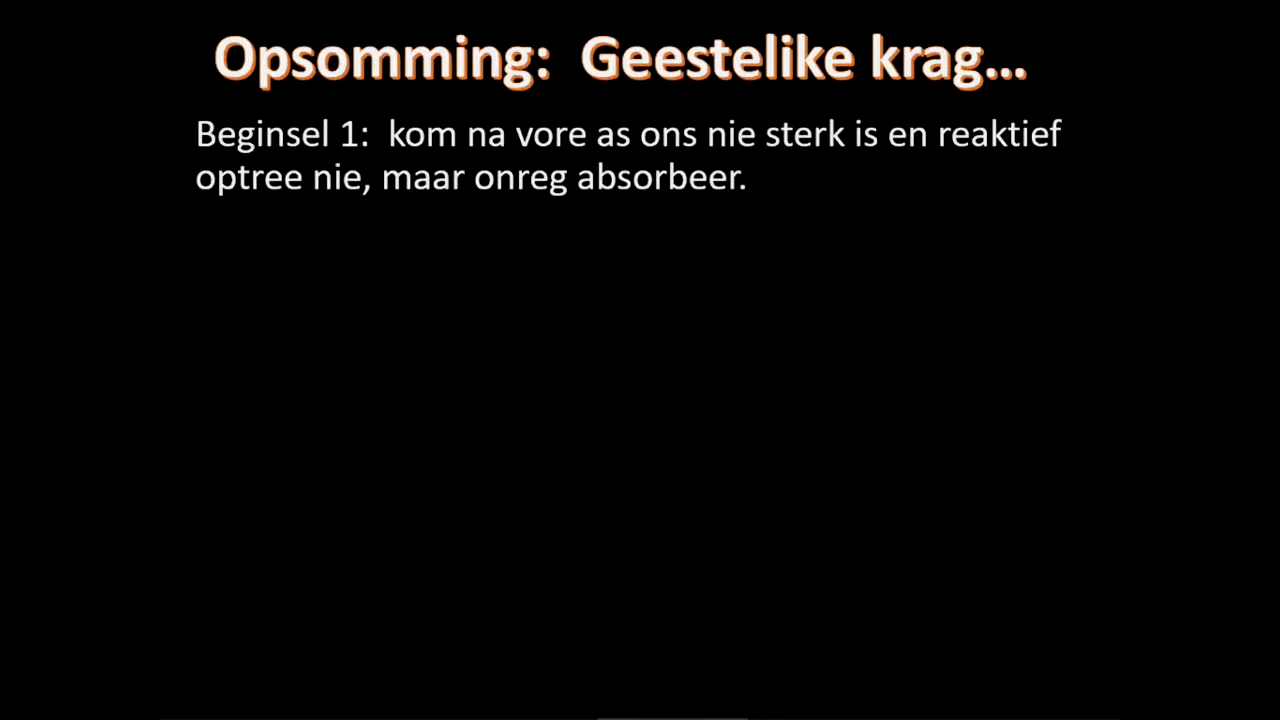 Opsomming:  Geestelike krag...
Beginsel 1:  kom na vore as ons nie sterk is en reaktief
optree nie, maar onreg absorbeer.